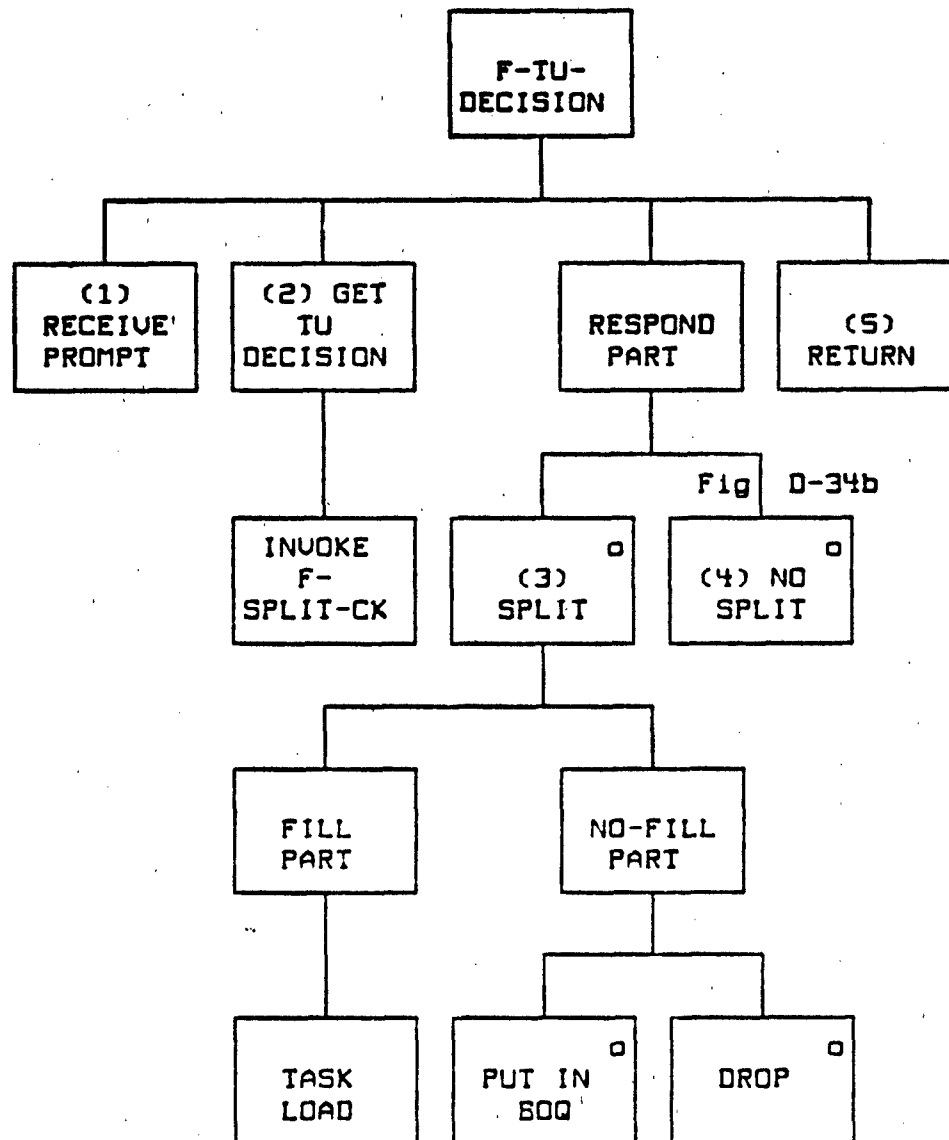 F-TU-
DECISION
(1)
RECEIVE
PROMPT
(2) GET
TU
DECISION
RESPOND
PART
(5)
RETURN
Fig D-34b
INVOKE
F-
SPLIT-CK
(3)
SPLIT
(4) NO
SPLIT
FILL
PART
NO-FILL
PART
TASK
LOAD
PUT IN
BOQ
DROP